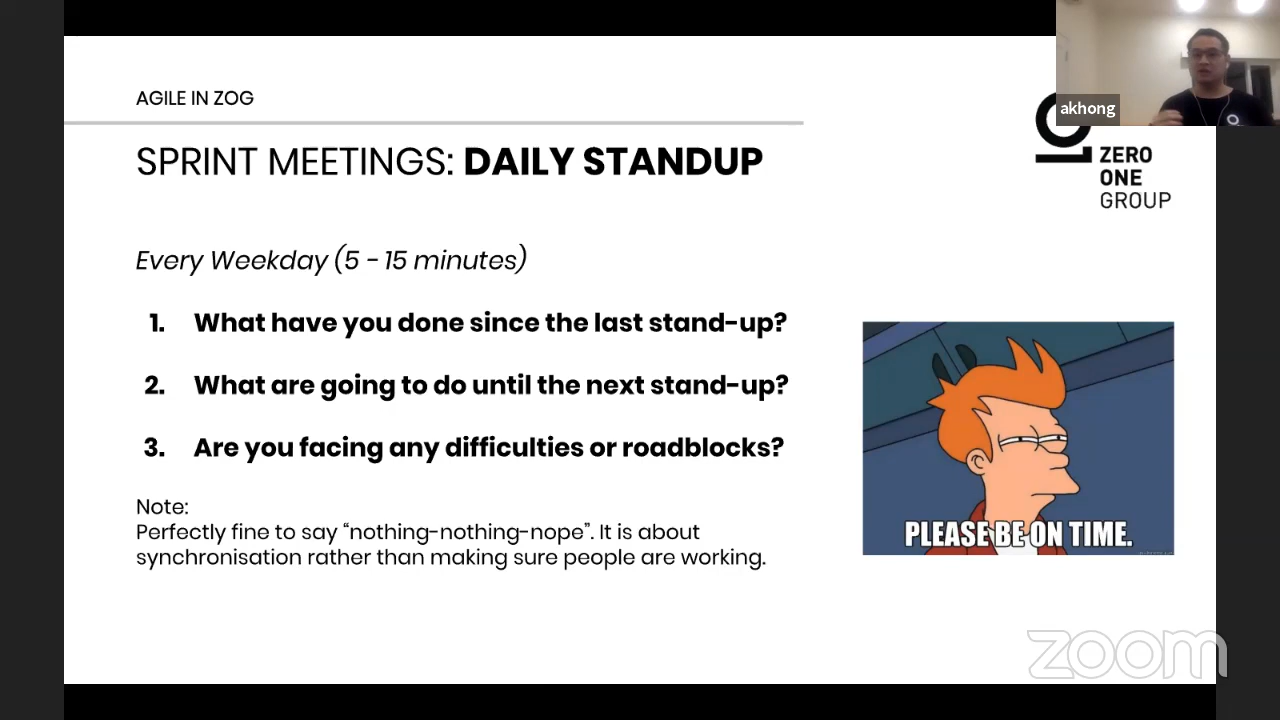 AGILE IN ZOG
SPRINT MEETINGS: DAILY STANDUP
Every Weekday (5 - 15 minutes)
1. What have you done since the last stand-up?
2. What are going to do until the next stand-up?
3. Are you facing any difficulties or roadblocks?
Note:
Perfectly fine to say “nothing-nothing-nope”. It is about
synchronisation rather than making sure people are working.
PLEASE BE ON TIME.
akhong
ZERO
ONE
GROUP
zoom